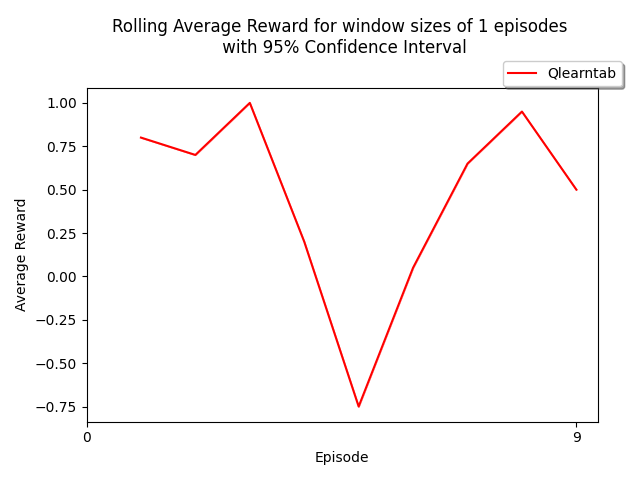 Rolling Average Reward for window sizes of 1 episodes
with 95% Confidence Interval
Qlearntab
1.00
0.75
0.50
0.25
0.00
−0.25
−0.50
−0.75
Average Reward
0
9
Episode